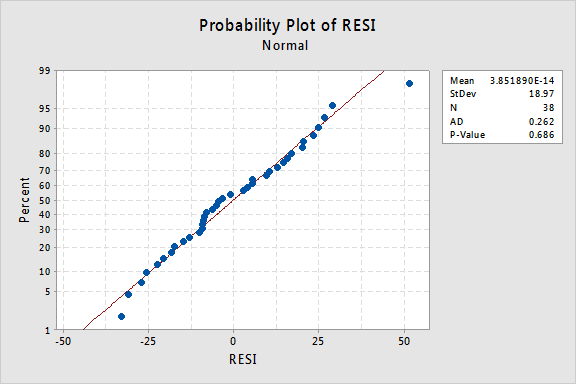 Probability Plot of RESI
Normal
99
95
90
80
70
60
50
40
30
20
10
5
1
Percent
-50 -25 0 25 50
RESI
Mean 3.851890E-14
StDev 18.97
N 38
AD 0.262
P-Value 0.686